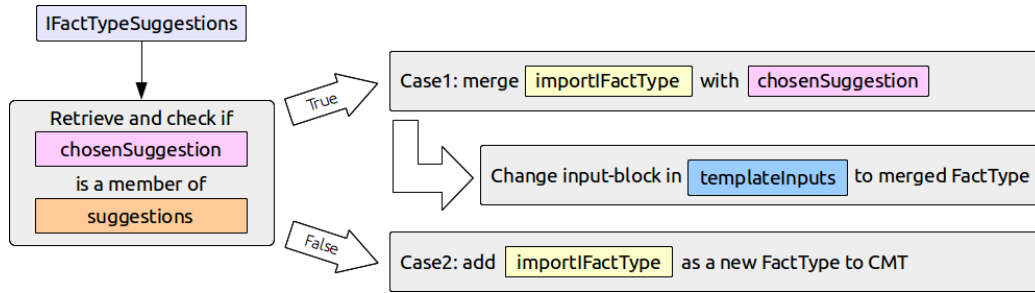 IFactTypeSuggestions
Retrieve and check if
chosenSuggestion
is a member of
suggestions
True
False
Case1: merge importIFactType with chosenSuggestion
Change input-block in templateInputs to merged FactType
Case2: add importIFactType as a new FactType to CMT